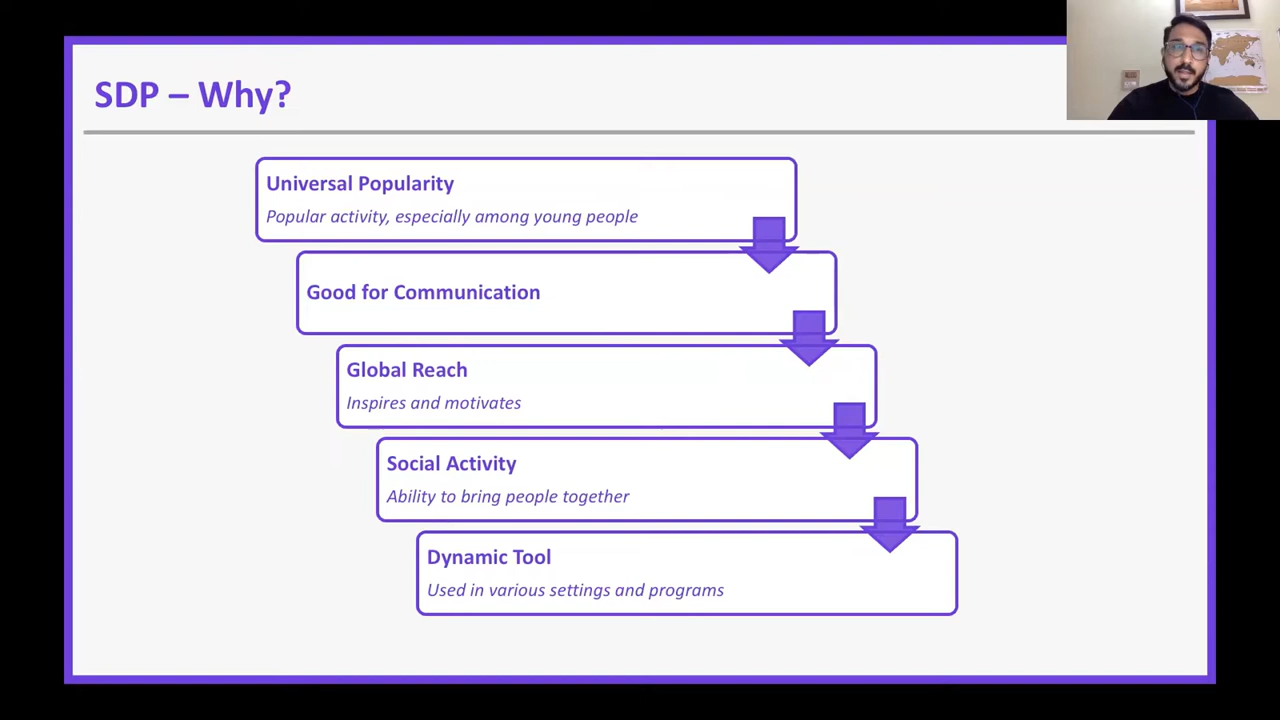 SDP – Why?
Universal Popularity
Popular activity, especially among young people
Good for Communication
Global Reach
Inspires and motivates
Social Activity
Ability to bring people together
Dynamic Tool
Used in various settings and programs